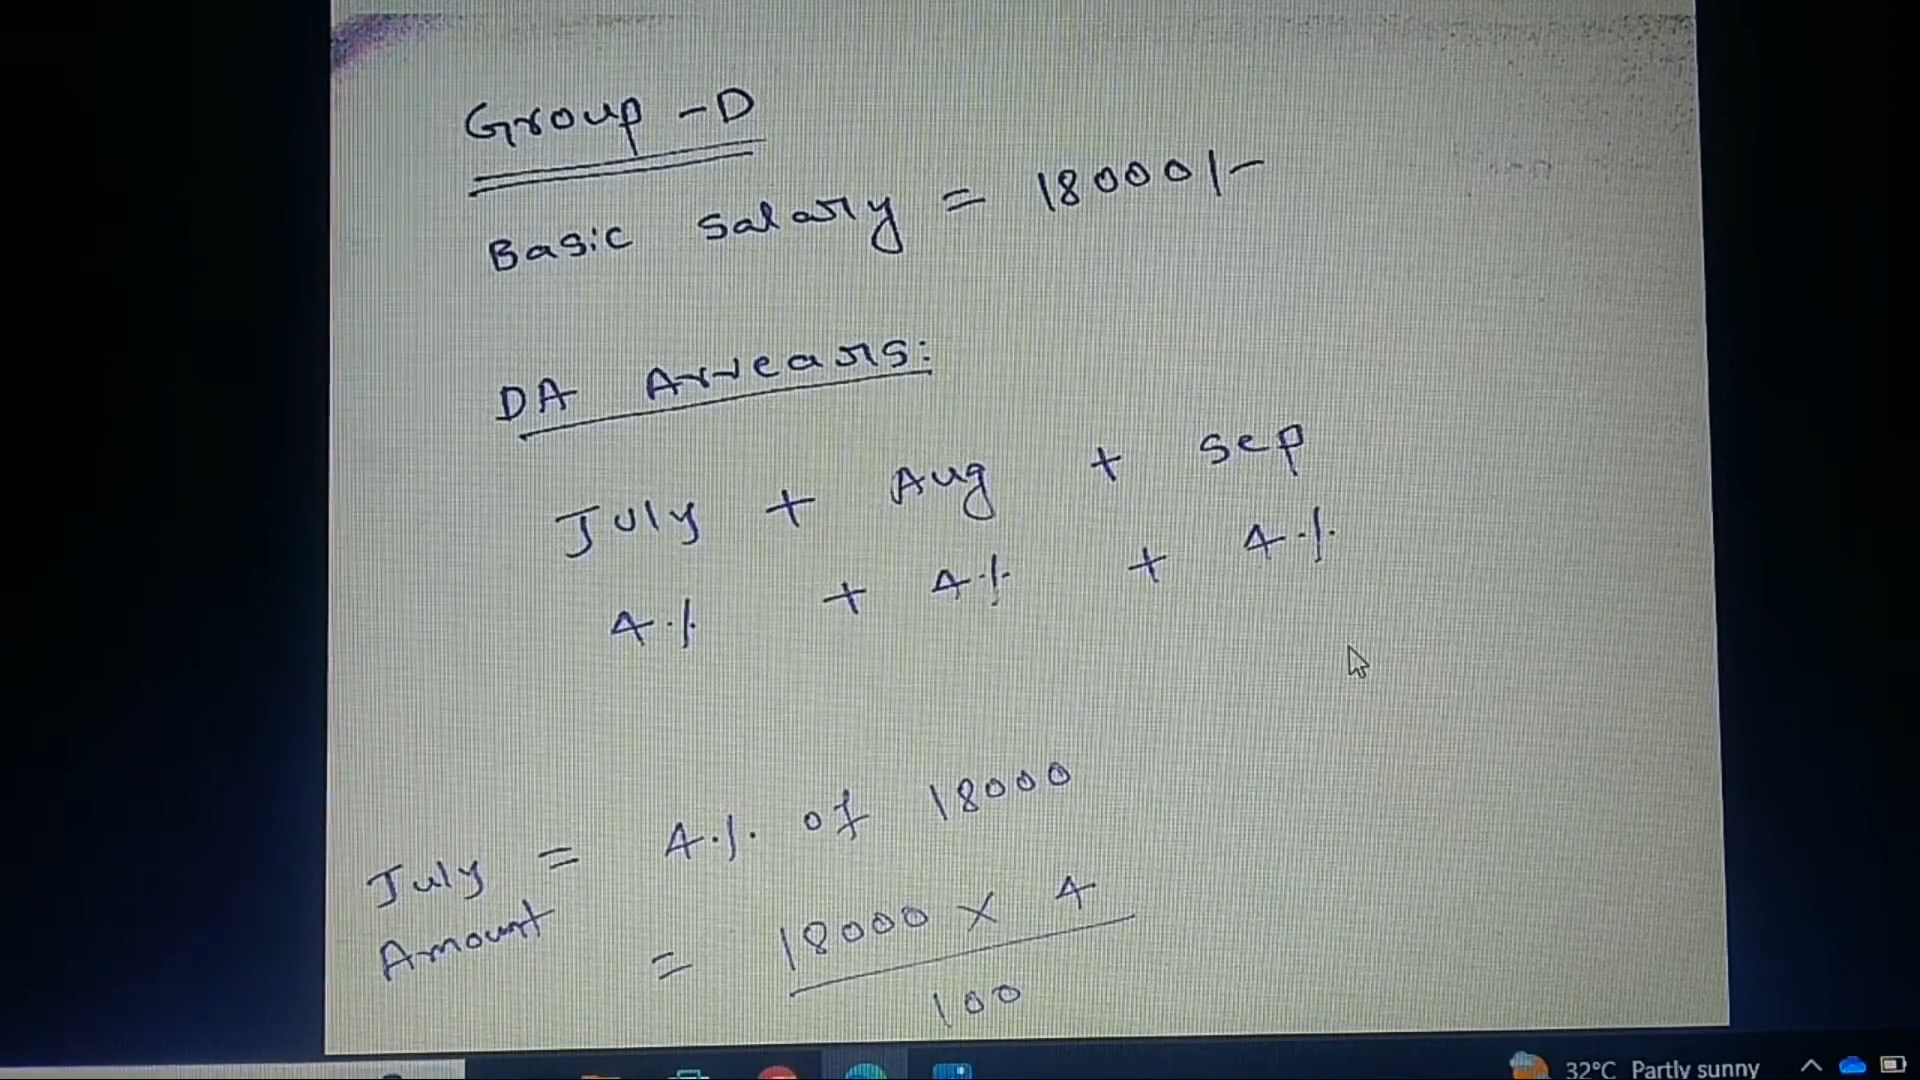 Group - D
Basic Salary = 18000/-
DA Arrears:
July + Aug + Sep
4% + 4% + 4%
July Amount = 4% of 18000
= 18000 × 4
100
32°C Partly sunny